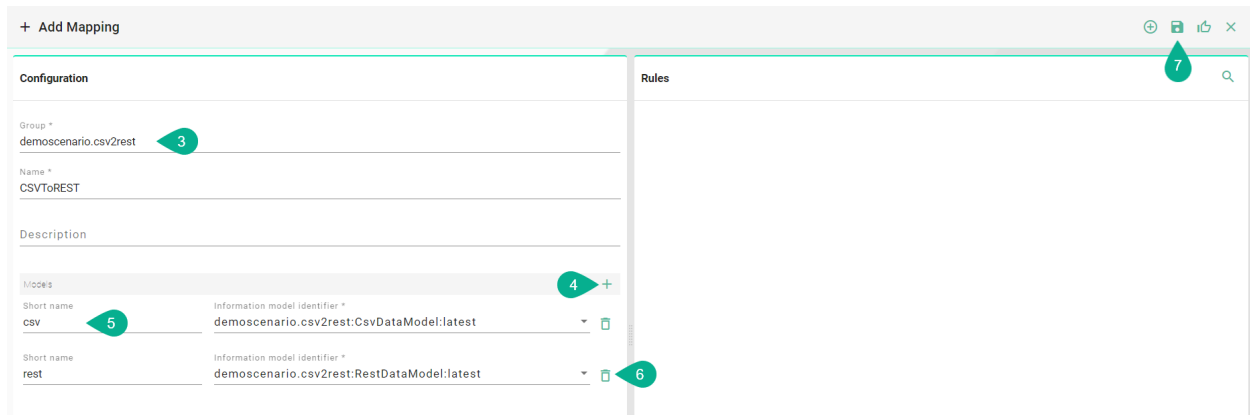 + Add Mapping
7
Configuration
Rules
Group *
demoscenario.csv2rest
3
Name *
CSVToREST
Description
Models
4
Short name
Information model identifier *
csv
5
demoscenario.csv2rest:CsvDataModel:latest
Short name
Information model identifier *
rest
demoscenario.csv2rest:RestDataModel:latest
6